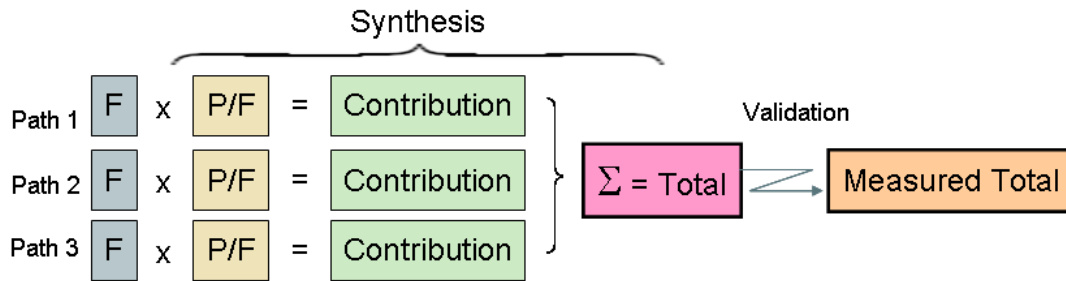 Synthesis
Path 1 F x P/F = Contribution
Path 2 F x P/F = Contribution
Path 3 F x P/F = Contribution
Σ = Total
Validation
Measured Total